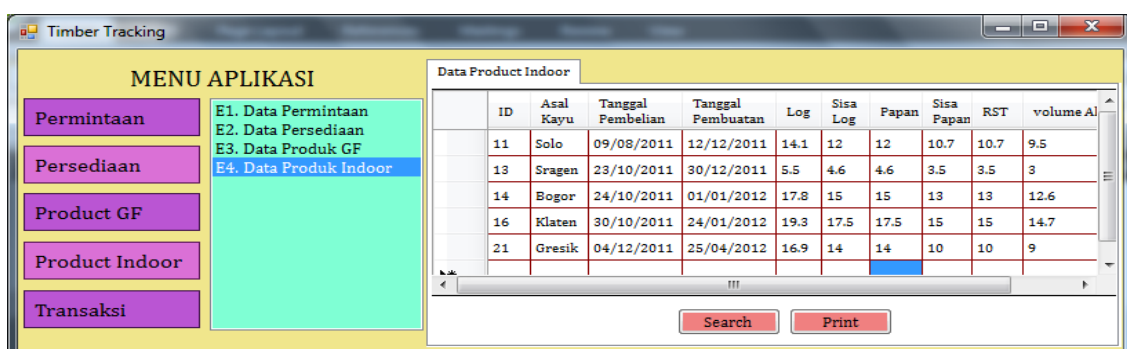 Timber Tracking
MENU APLIKASI
Permintaan
Persediaan
Product GF
Product Indoor
Transaksi
E1. Data Permintaan
E2. Data Persediaan
E3. Data Produk GF
E4. Data Produk Indoor
Data Product Indoor
ID Asal Kayu Tanggal Pembelian Tanggal Pembuatan Log Sisa Log Papan Sisa Papan RST volume Al
11 Solo 09/08/2011 12/12/2011 14.1 12 12 10.7 10.7 9.5
13 Sragen 23/10/2011 30/12/2011 5.5 4.6 4.6 3.5 3.5 3
14 Bogor 24/10/2011 01/01/2012 17.8 15 15 13 13 12.6
16 Klaten 30/10/2011 24/01/2012 19.3 17.5 17.5 15 15 14.7
21 Gresik 04/12/2011 25/04/2012 16.9 14 14 10 10 9
Search Print